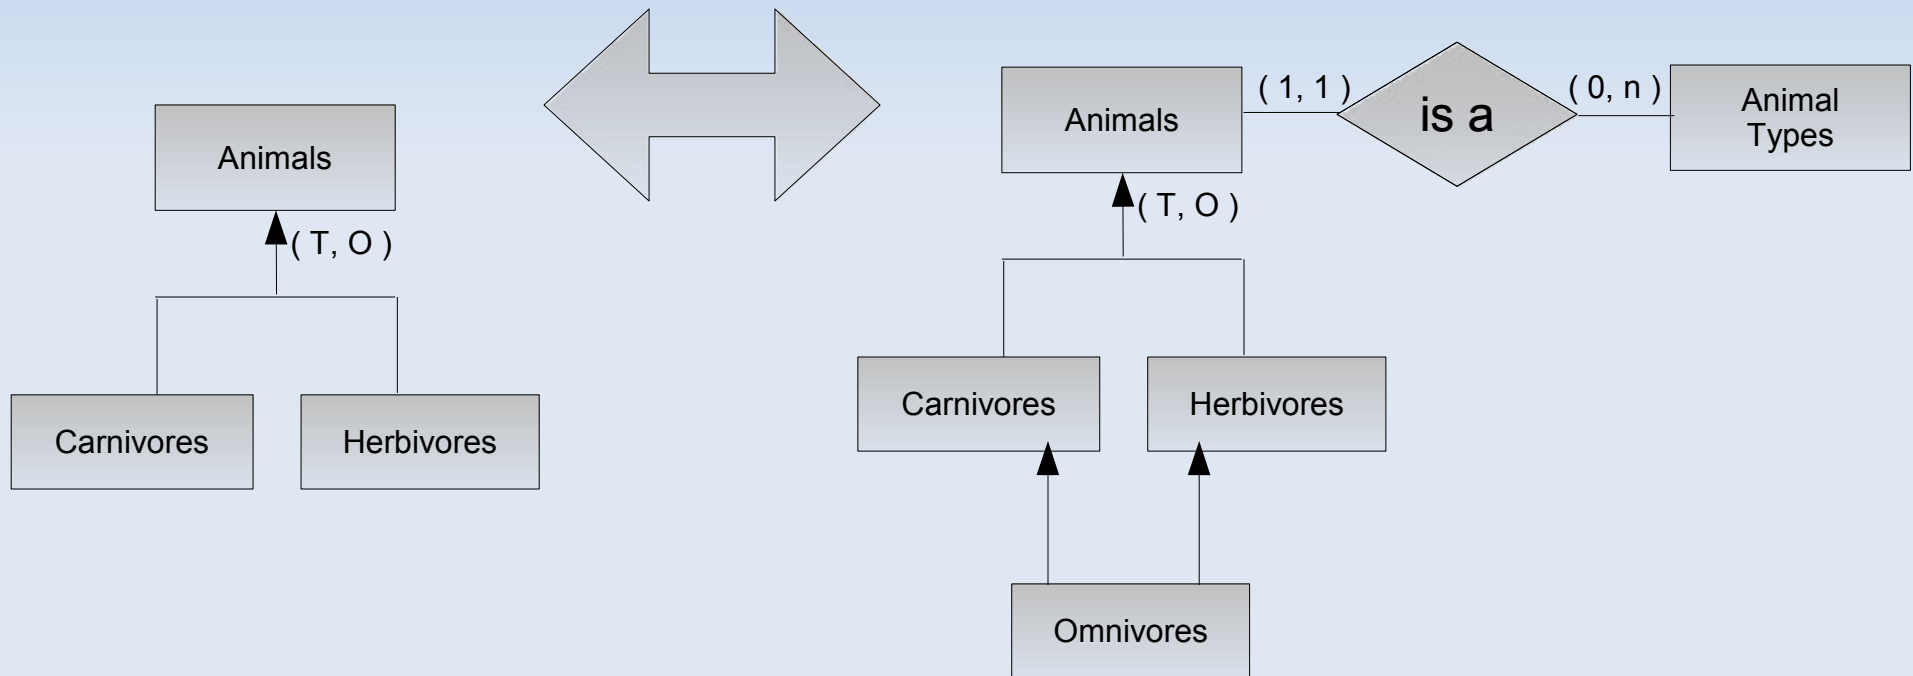 Animals
( T, O )
Carnivores
Herbivores
Animals
( 1, 1 )
is a
( 0, n )
Animal
Types
( T, O )
Carnivores
Herbivores
Omnivores